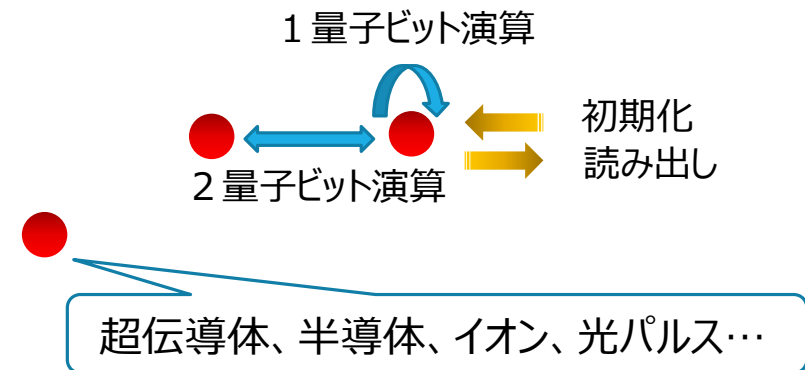 1量子ビット演算
初期化
読み出し
2量子ビット演算
超伝導体、半導体、イオン、光パルス…